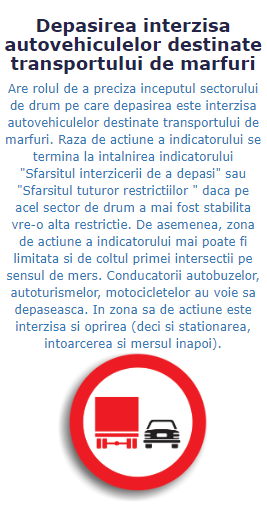 Depasirea interzisa
autovehiculelor destinate
transportului de marfuri
Are rolul de a preciza inceputul sectorului
de drum pe care depasirea este interzisa
autovehiculelor destinate transportului de
marfuri. Raza de actiune a indicatorului se
termina la intalnirea indicatorului
"Sfarsitul interzicerii de a depasi" sau
"Sfarsitul tuturor restrictiilor " daca pe
acel sector de drum a mai fost stabilita
vre-o alta restrictie. De asemenea, zona
de actiune a indicatorului mai poate fi
limitata si de coltul primei intersectii pe
sensul de mers. Conducatorii autobuzelor,
autoturismelor, motocicletelor au voie sa
depaseasca. In zona sa de actiune este
interzisa si oprirea (deci si stationarea,
intoarcerea si mersul inapoi).